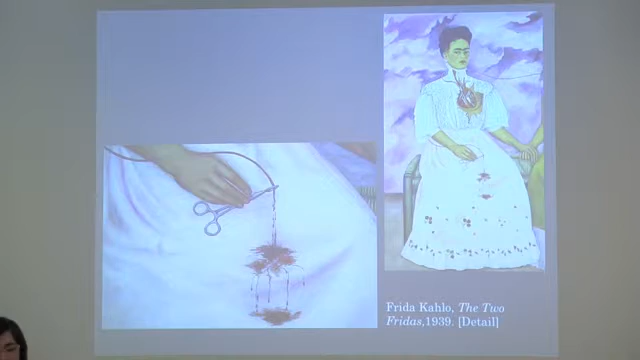 Frida Kahlo, The Two
Fridas,1939. [Detail]